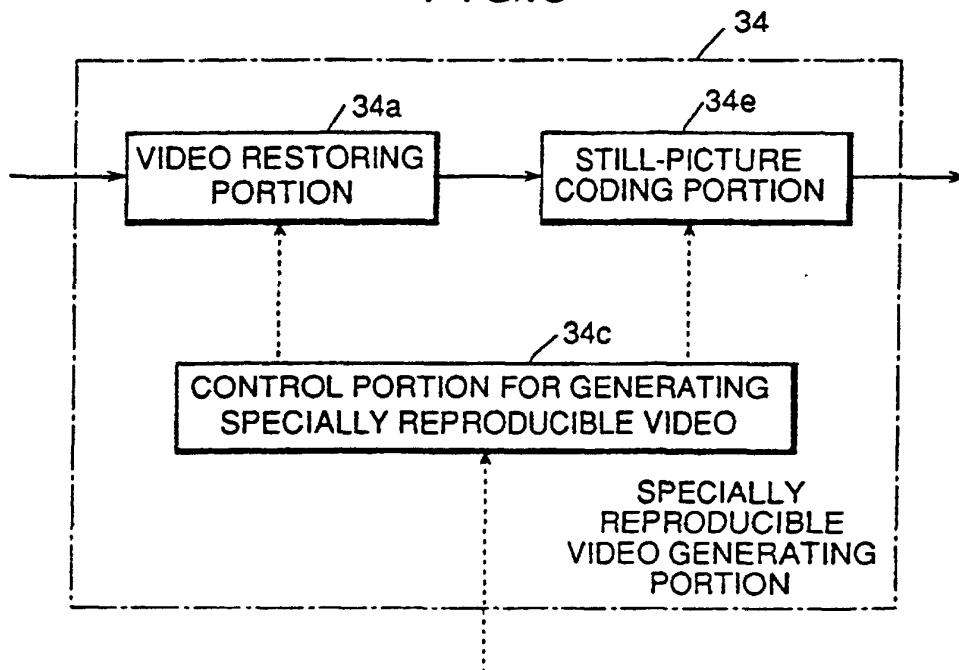 34
34a
34e
VIDEO RESTORING
PORTION
STILL-PICTURE
CODING PORTION
34c
CONTROL PORTION FOR GENERATING
SPECIALLY REPRODUCIBLE VIDEO
SPECIALLY
REPRODUCIBLE
VIDEO GENERATING
PORTION